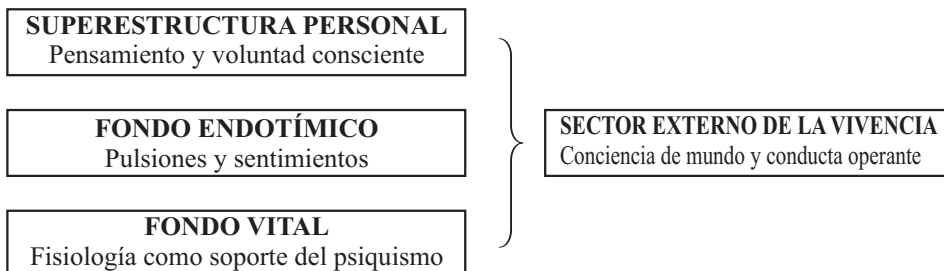 SUPERESTRUCTURA PERSONAL
Pensamiento y voluntad consciente
FONDO ENDOTÍMICO
Pulsiones y sentimientos
FONDO VITAL
Fisiología como soporte del psiquismo
SECTOR EXTERNO DE LA VIVENCIA
Conciencia de mundo y conducta operante